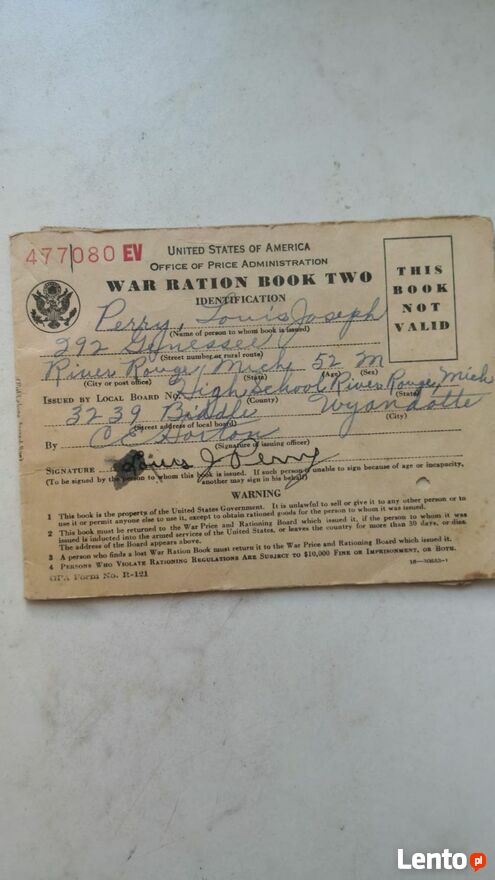 477080 EV
UNITED STATES OF AMERICA
OFFICE OF PRICE ADMINISTRATION
WAR RATION BOOK TWO
IDENTIFICATION
THIS
BOOK
NOT
VALID
Perry, Louis Joseph
(Name of person to whom book is issued)
292 Genessee
(Street number or rural route)
River Rouge, Mich 52 M
(City or post office) (State) (Age) (Sex)
ISSUED BY LOCAL BOARD NO. High School River Rouge, Mich
(County) (State)
3239 Biddle Wyandotte
(Street address of local board) (City)
By C E Horton
(Signature of issuing officer)
SIGNATURE Louis J Perry
(To be signed by the person to whom this book is issued. If such person is unable to sign because of age or incapacity,
another may sign in his behalf)
WARNING
1 This book is the property of the United States Government. It is unlawful to sell or give it to any other person or to
use it or permit anyone else to use it, except to obtain rationed goods for the person to whom it was issued.
2 This book must be returned to the War Price and Rationing Board which issued it, if the person to whom it was
issued is inducted into the armed services of the United States, or leaves the country for more than 30 days, or dies.
The address of the Board appears above.
3 A person who finds a lost War Ration Book must return it to the War Price and Rationing Board which issued it.
4 PERSONS WHO VIOLATE RATIONING REGULATIONS ARE SUBJECT TO $10,000 FINE OR IMPRISONMENT, OR BOTH.
OPA Form No. R-121
16—30853-1
Lento.pl